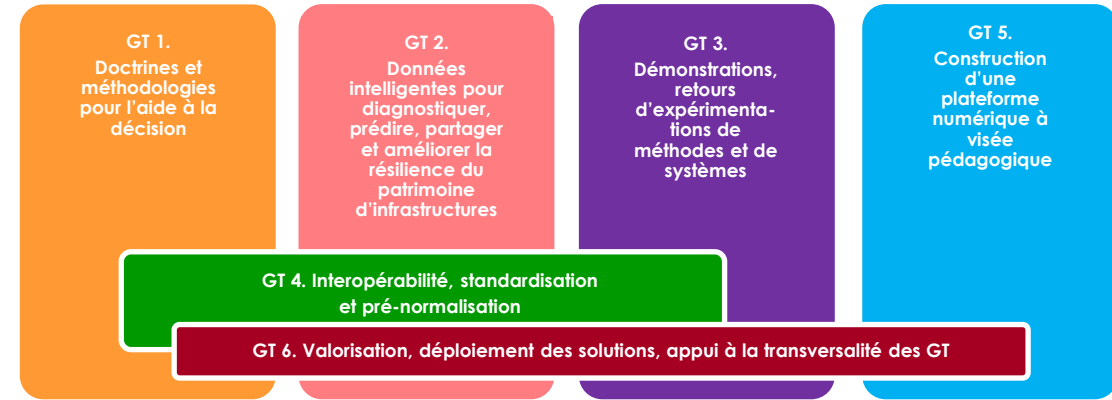 GT 1.
Doctrines et
méthodologies
pour l'aide à la
décision
GT 2.
Données
intelligentes pour
diagnostiquer,
prédire, partager
et améliorer la
résilience du
patrimoine
d'infrastructures
GT 3.
Démonstrations,
retours
d'expérimenta-
tions de
méthodes et de
systèmes
GT 5.
Construction
d'une
plateforme
numérique à
visée
pédagogique
GT 4. Interopérabilité, standardisation
et pré-normalisation
GT 6. Valorisation, déploiement des solutions, appui à la transversalité des GT